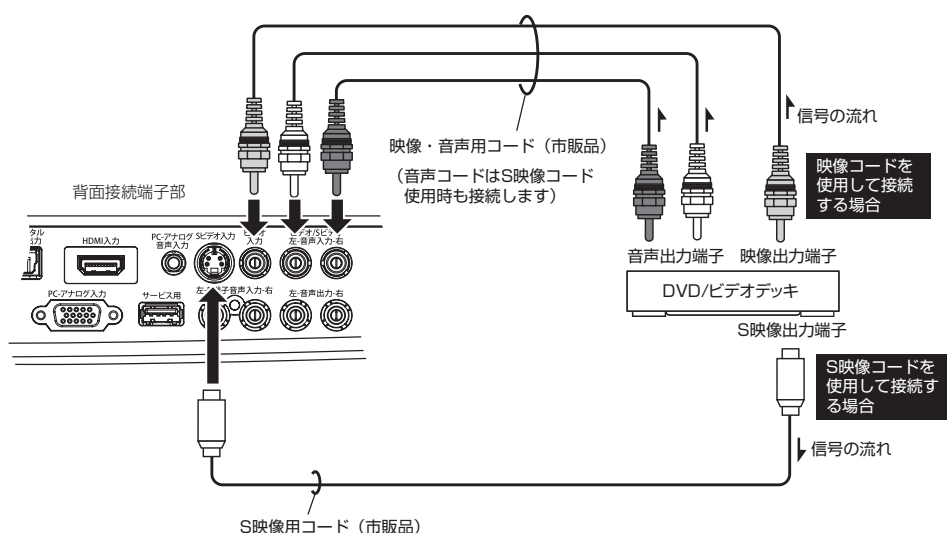 信号の流れ
映像・音声用コード（市販品）
（音声コードはS映像コード
使用時も接続します）
映像コードを
使用して接続
する場合
背面接続端子部
HDMI入力
PC-アナログ
音声入力
Sビデオ入力
入力
左-音声入力-右
音声出力端子
映像出力端子
DVD/ビデオデッキ
S映像出力端子
PC-アナログ入力
サービス用
音声入力-右
左-音声出力-右
S映像コードを
使用して接続す
る場合
信号の流れ
S映像用コード（市販品）